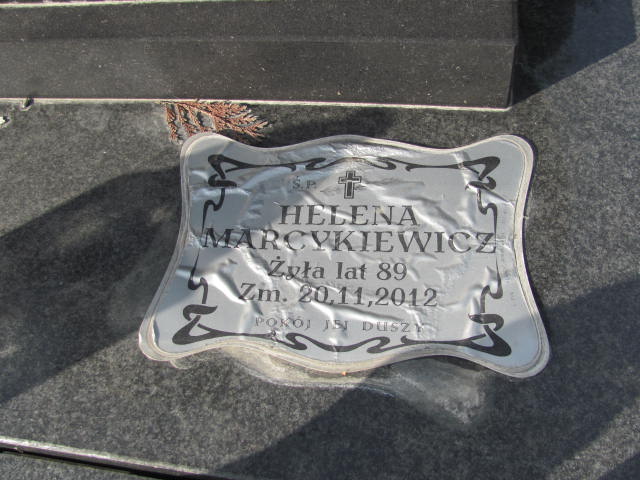 Ś.P.
HELENA
MARCYKIEWICZ
Żyła lat 89
Zm. 20,11,2012
POKÓJ JEJ DUSZY